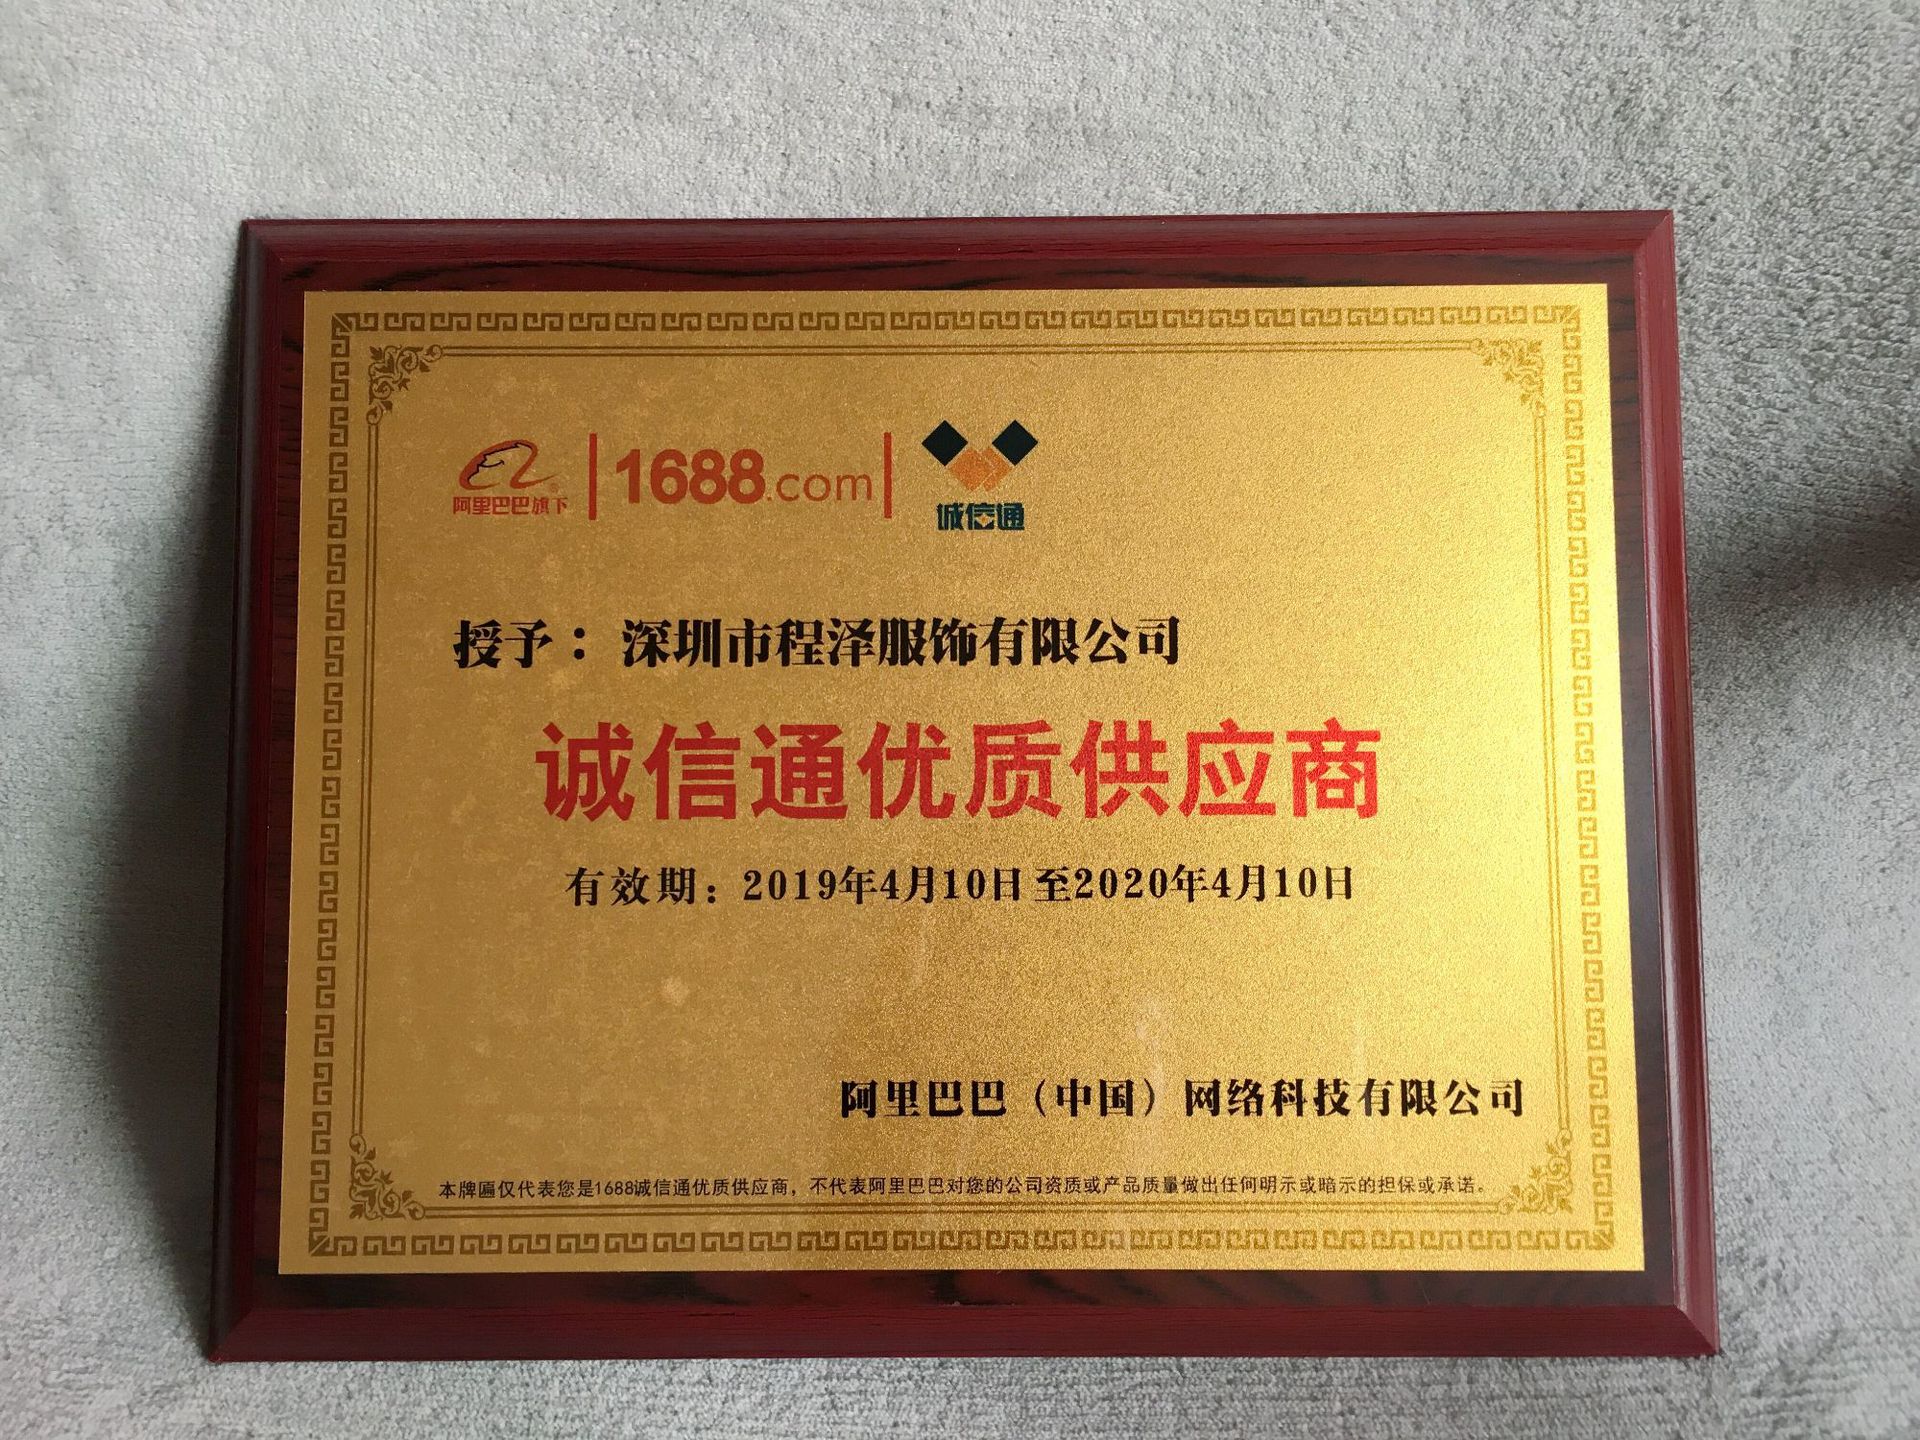 阿里巴巴旗下
1688.com
诚信通
授予：深圳市程泽服饰有限公司
诚信通优质供应商
有效期：2019年4月10日至2020年4月10日
阿里巴巴（中国）网络科技有限公司
本牌匾仅代表您是1688诚信通优质供应商，不代表阿里巴巴对您的公司资质或产品质量做出任何明示或暗示的担保或承诺。